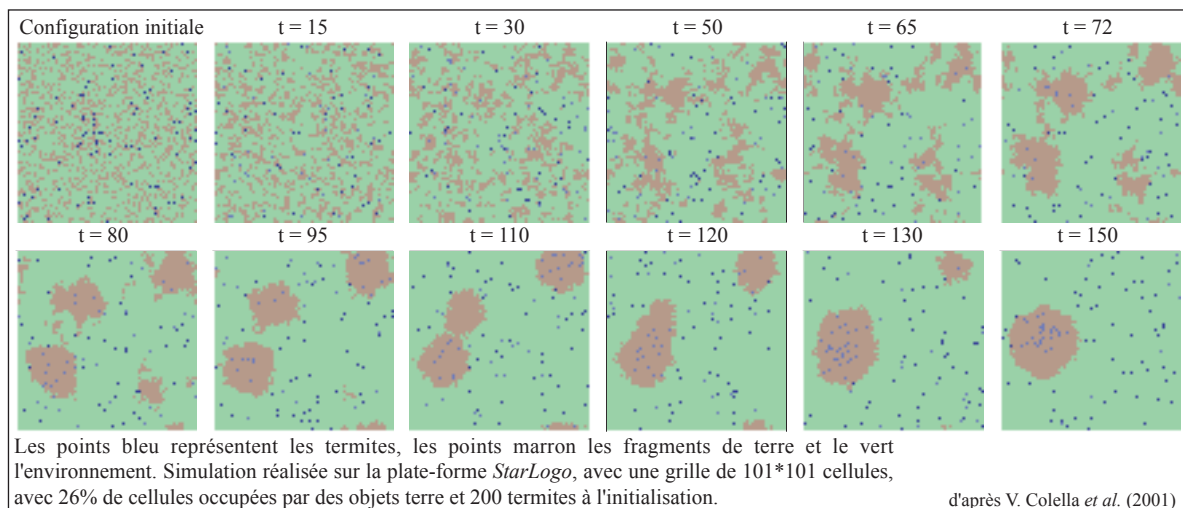 Configuration initiale t = 15 t = 30 t = 50 t = 65 t = 72
t = 80 t = 95 t = 110 t = 120 t = 130 t = 150
Les points bleu représentent les termites, les points marron les fragments de terre et le vert
l'environnement. Simulation réalisée sur la plate-forme StarLogo, avec une grille de 101*101 cellules,
avec 26% de cellules occupées par des objets terre et 200 termites à l'initialisation.
d'après V. Colella et al. (2001)